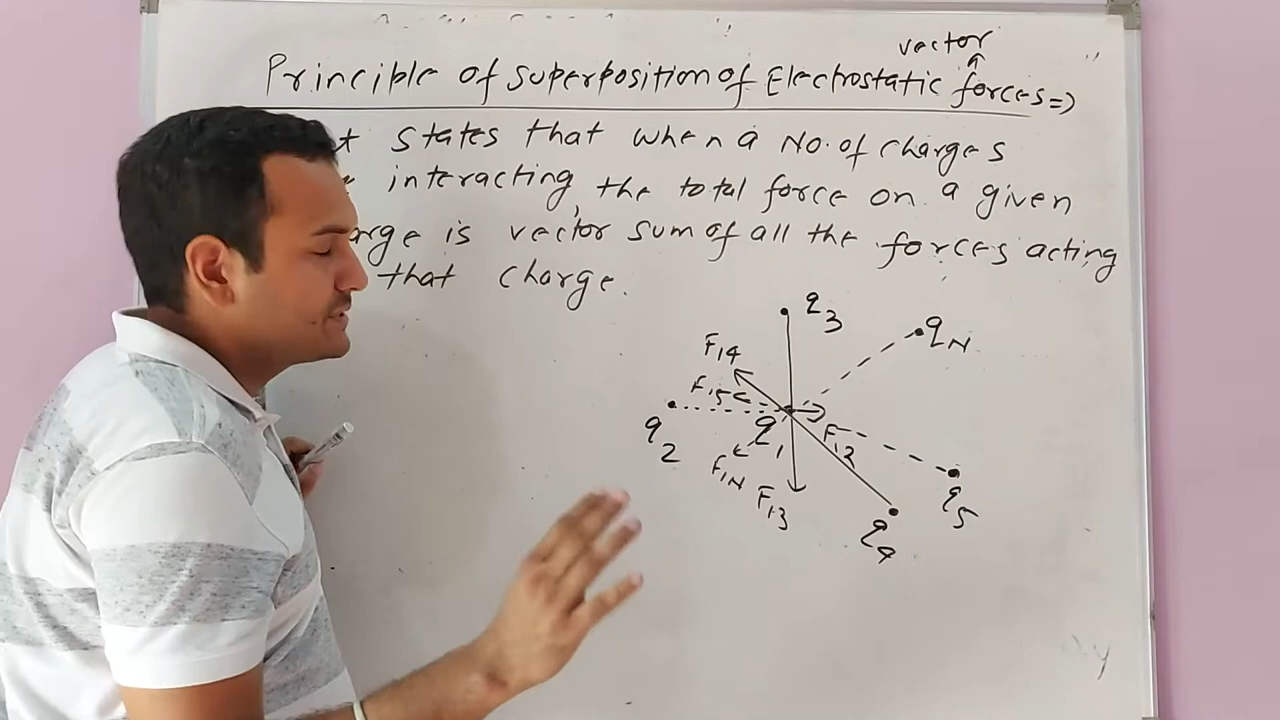 vector
Principle of superposition of Electrostatic forces=)
states that when a No. of charges
interacting, the total force on a given
arge is vector sum of all the forces acting
that charge.
q3
qN
F14
F15
q2
q1
F12
F1N
F13
q5
q4